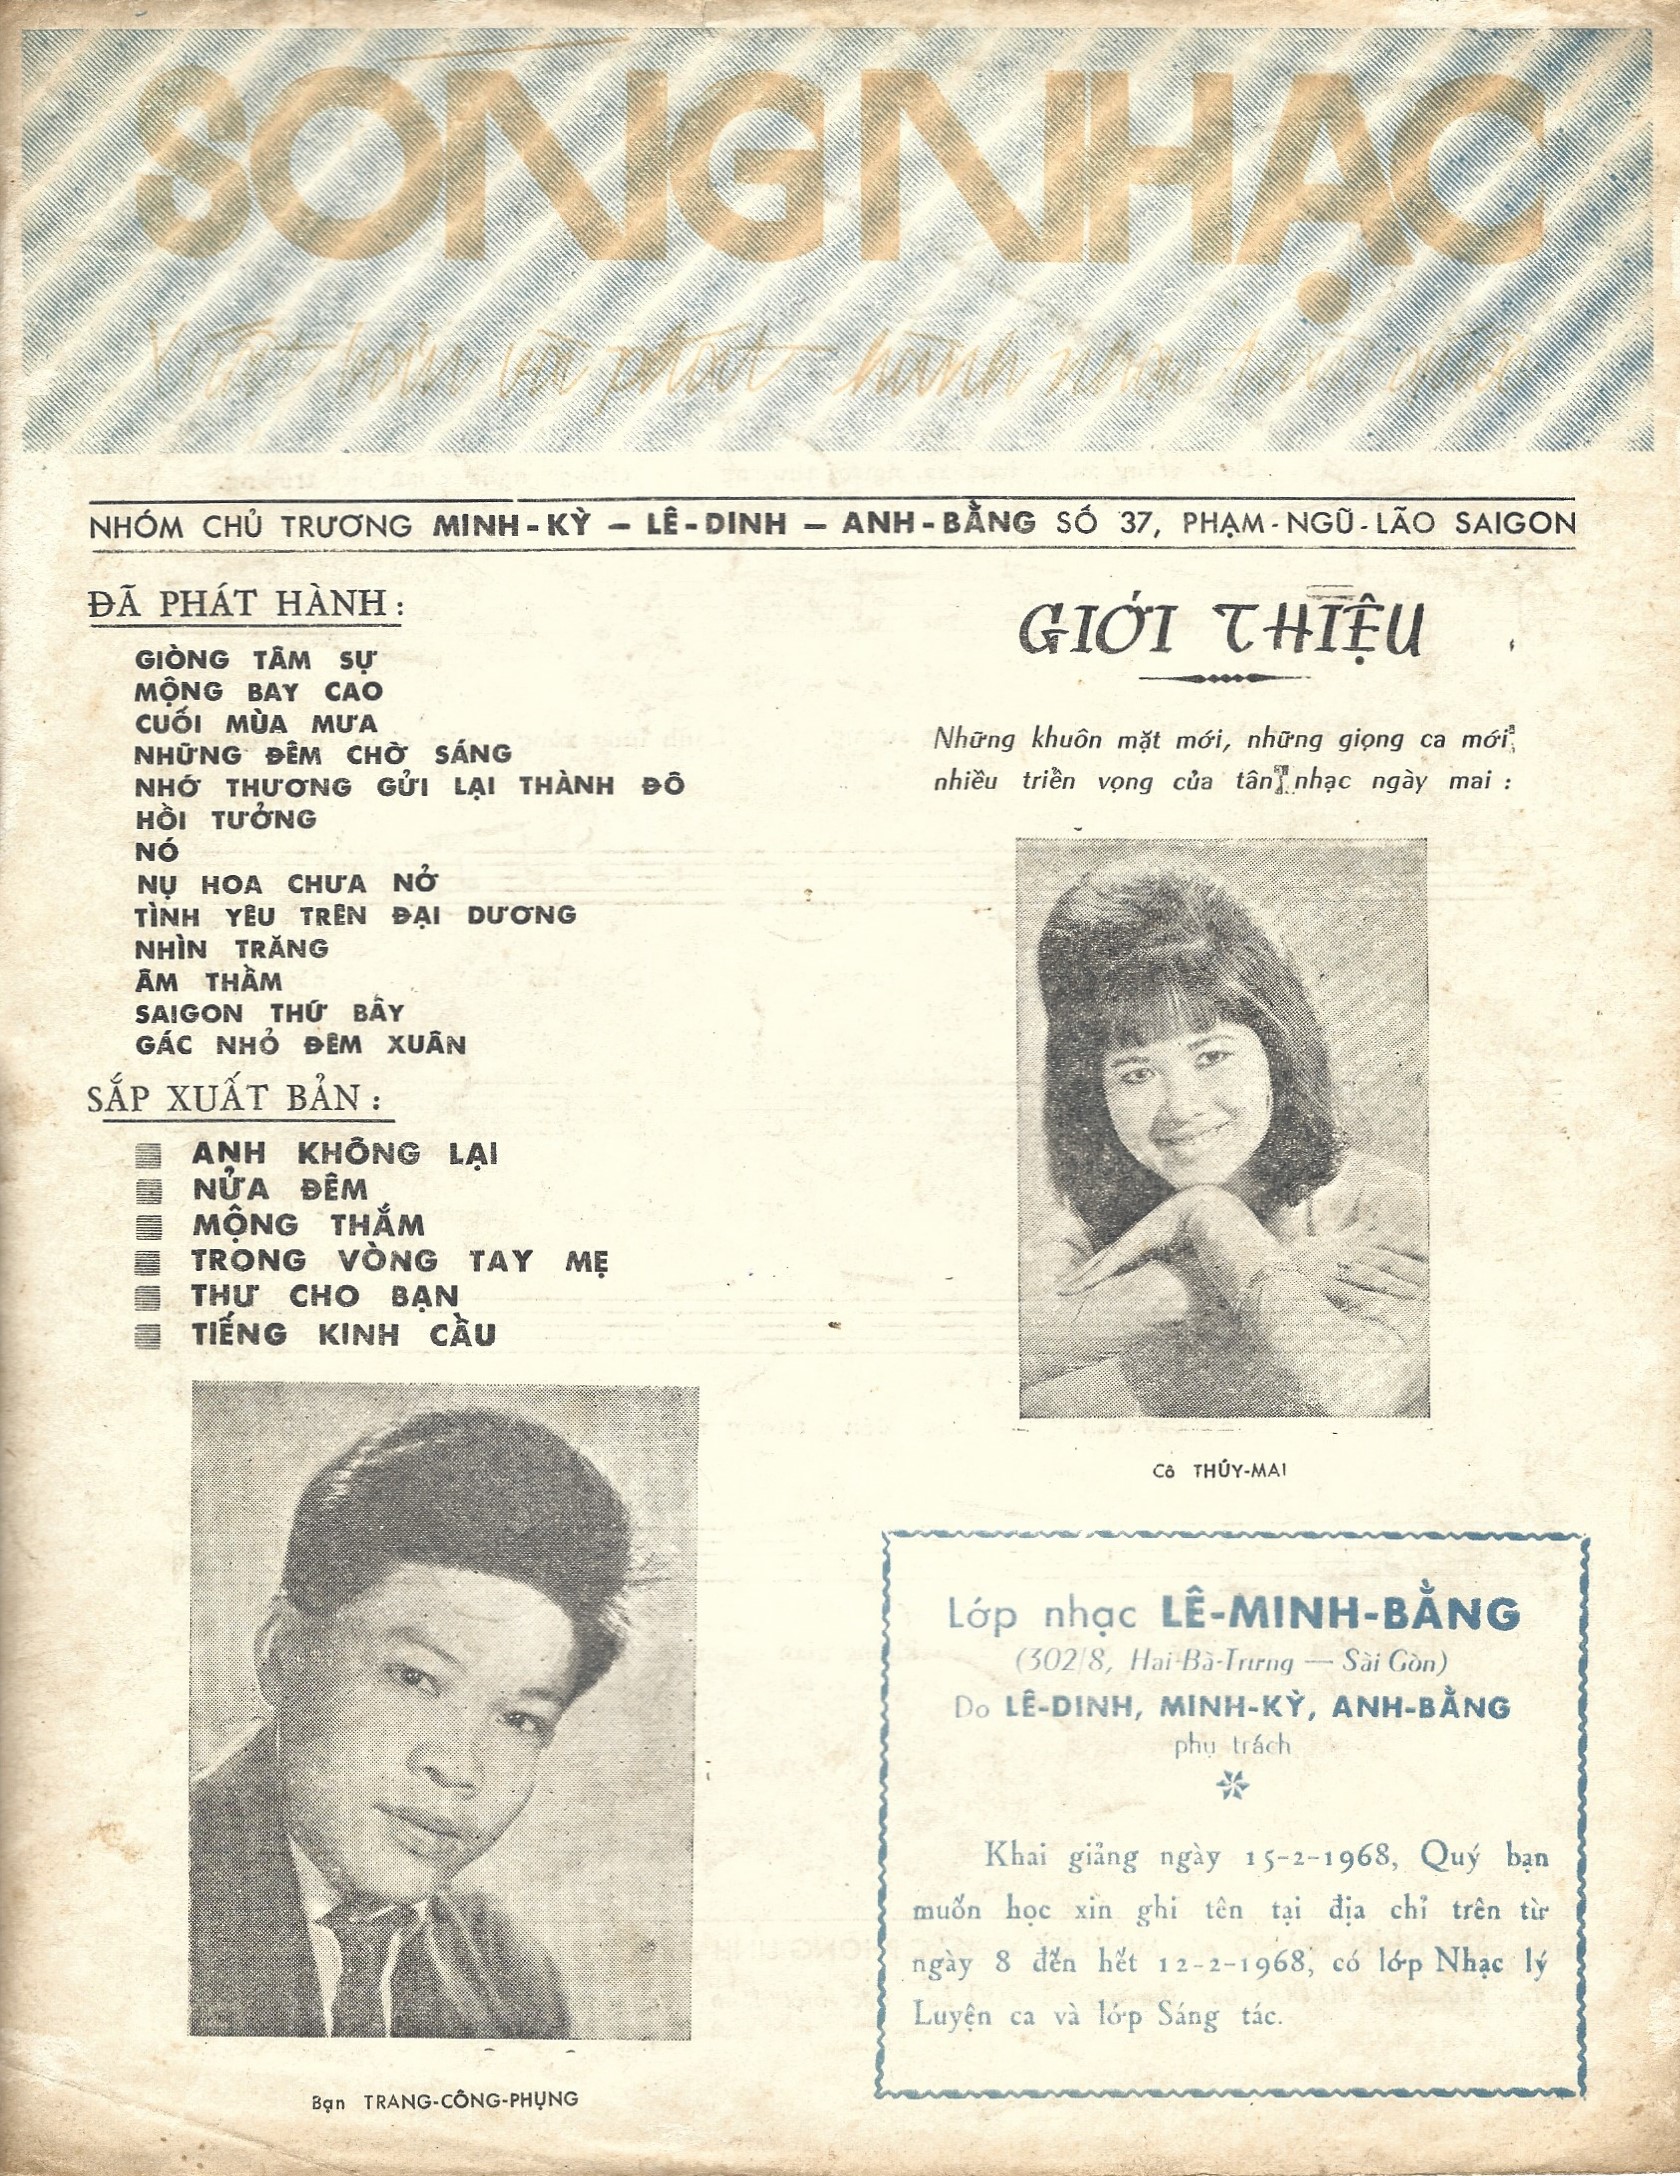 SÓNG NHẠC
Xuất bản và phát hành nhạc
NHÓM CHỦ TRƯƠNG MINH-KỲ — LÊ-DINH — ANH-BẰNG SỐ 37, PHẠM-NGŨ-LÃO SAIGON
ĐÃ PHÁT HÀNH :
GIÒNG TÂM SỰ
MỘNG BAY CAO
CUỐI MÙA MƯA
NHỮNG ĐÊM CHỜ SÁNG
NHỚ THƯƠNG GỬI LẠI THÀNH ĐÔ
HỒI TƯỞNG
NÓ
NỤ HOA CHƯA NỞ
TÌNH YÊU TRÊN ĐẠI DƯƠNG
NHÌN TRĂNG
ÂM THẦM
SAIGON THỨ BẨY
GÁC NHỎ ĐÊM XUÂN
SẮP XUẤT BẢN :
ANH KHÔNG LẠI
NỬA ĐÊM
MỘNG THẮM
TRONG VÒNG TAY MẸ
THƯ CHO BẠN
TIẾNG KINH CẦU
Bạn TRANG-CÔNG-PHỤNG
GIỚI THIỆU
Những khuôn mặt mới, những giọng ca mới
nhiều triển vọng của tân nhạc ngày mai :
Cô THÚY-MAI
Lớp nhạc LÊ-MINH-BẰNG
(302/8, Hai-Bà-Trưng — Sài Gòn)
Do LÊ-DINH, MINH-KỲ, ANH-BẰNG
phụ trách
Khai giảng ngày 15-2-1968, Quý bạn
muốn học xin ghi tên tại địa chỉ trên từ
ngày 8 đến hết 12-2-1968, có lớp Nhạc lý
Luyện ca và lớp Sáng tác.